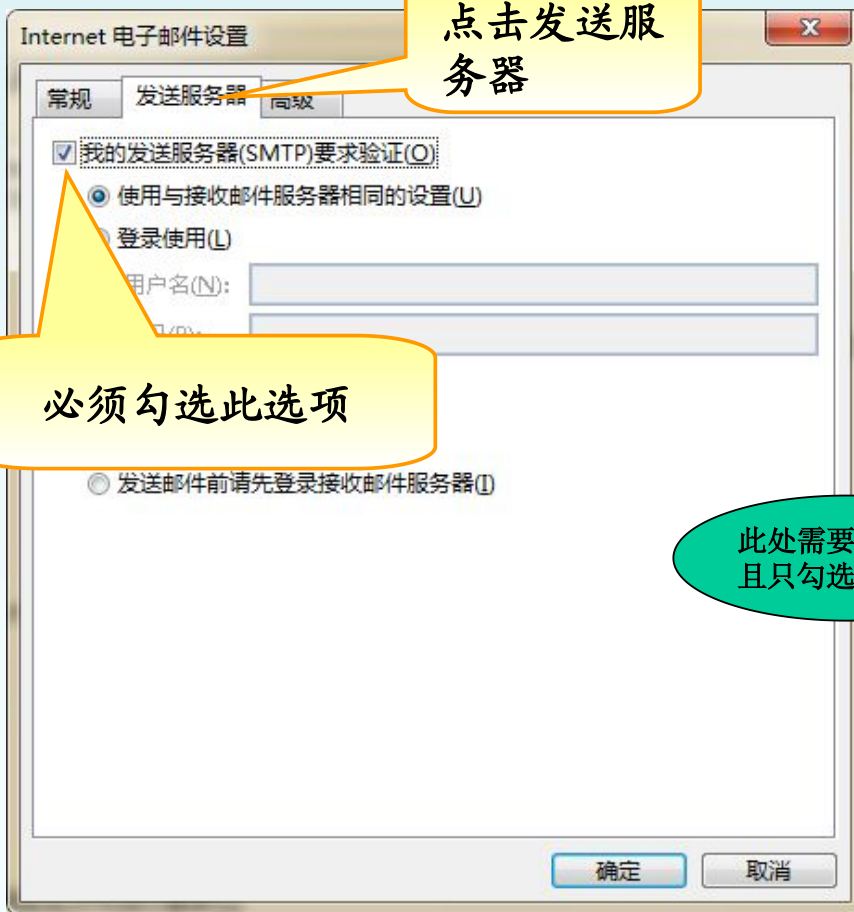 点击发送服
务器
Internet 电子邮件设置
常规 发送服务器 高级
我的发送服务器(SMTP)要求验证(O)
使用与接收邮件服务器相同的设置(U)
登录使用(L)
用户名(N):
(P):
必须勾选此选项
发送邮件前请先登录接收邮件服务器(I)
此处需要
且只勾选
确定 取消